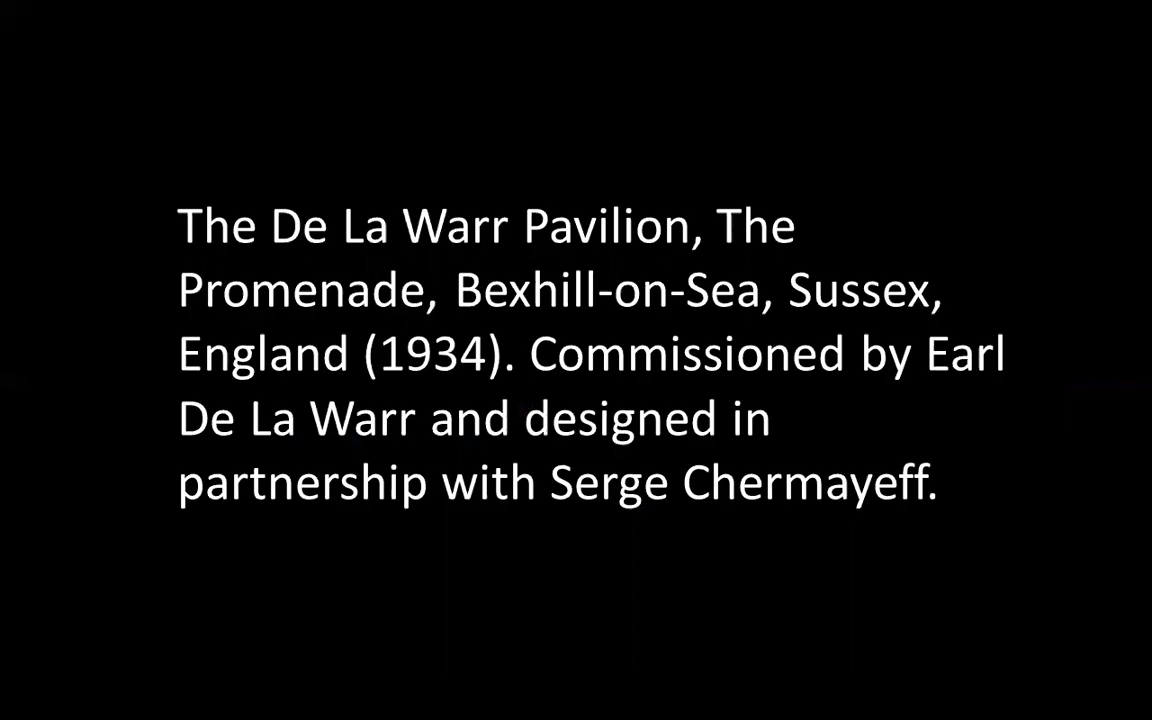 The De La Warr Pavilion, The
Promenade, Bexhill-on-Sea, Sussex,
England (1934). Commissioned by Earl
De La Warr and designed in
partnership with Serge Chermayeff.